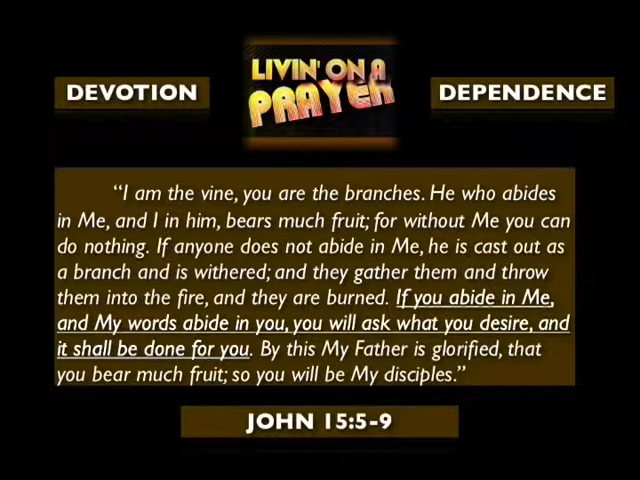 DEVOTION
LIVIN' ON A
PRAYER
DEPENDENCE
“I am the vine, you are the branches. He who abides
in Me, and I in him, bears much fruit; for without Me you can
do nothing. If anyone does not abide in Me, he is cast out as
a branch and is withered; and they gather them and throw
them into the fire, and they are burned. If you abide in Me,
and My words abide in you, you will ask what you desire, and
it shall be done for you. By this My Father is glorified, that
you bear much fruit; so you will be My disciples.”
JOHN 15:5-9